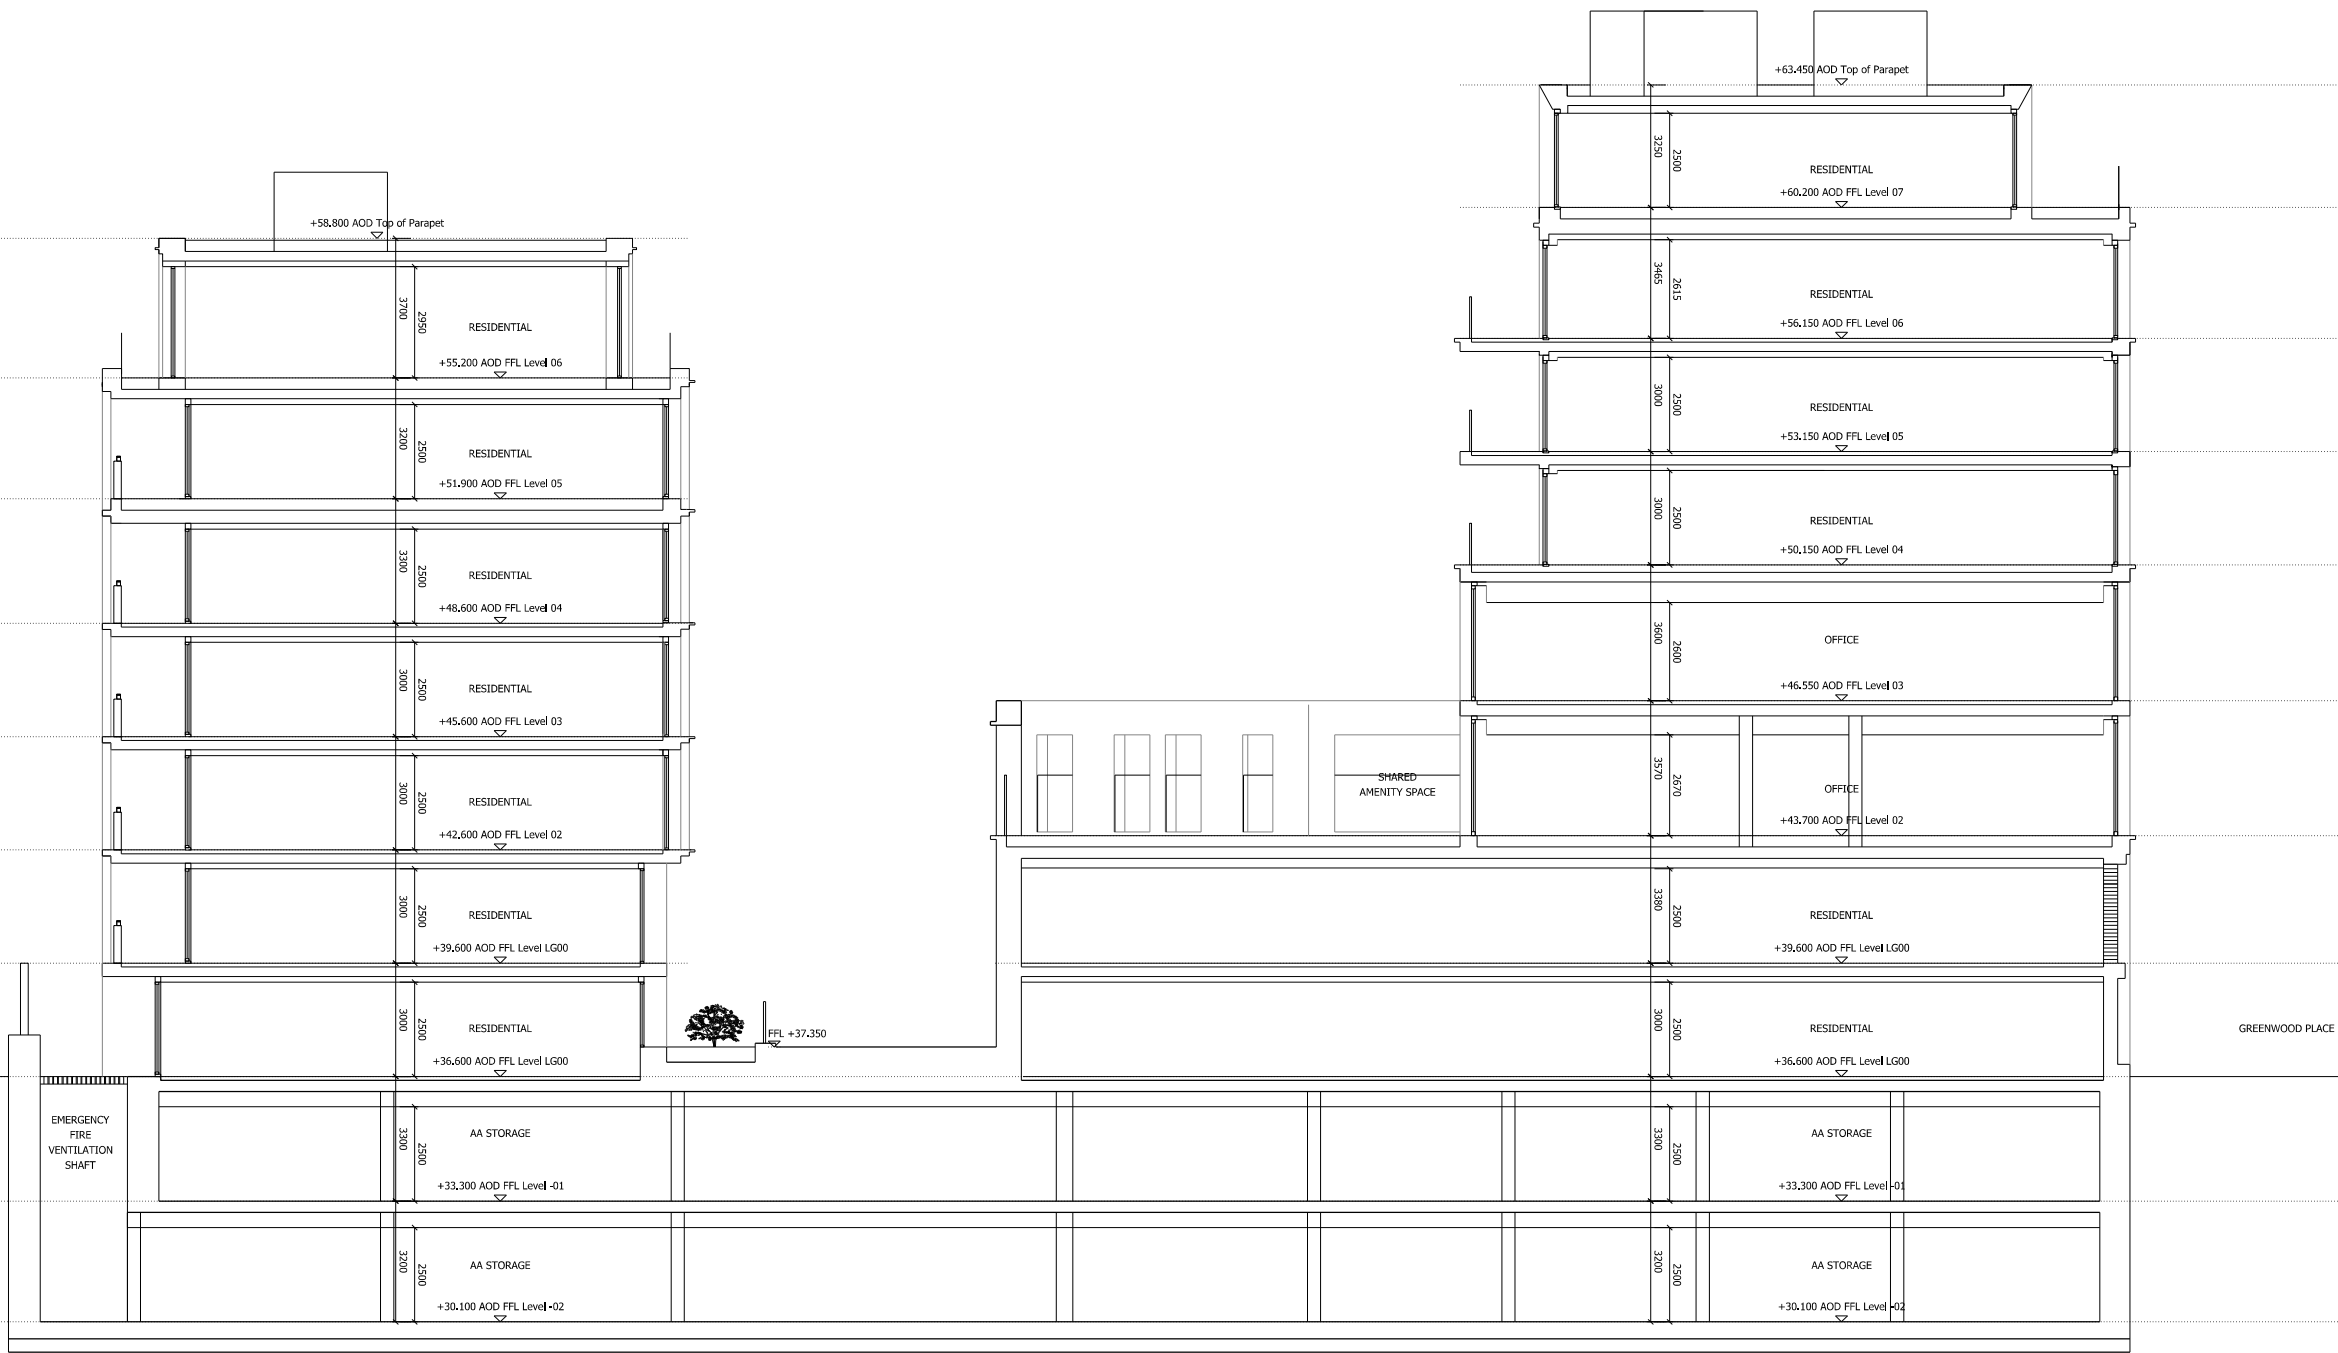 +63.450 AOD Top of Parapet
3250
2500
RESIDENTIAL
+60.200 AOD FFL Level 07
3465
2615
RESIDENTIAL
+56.150 AOD FFL Level 06
3000
2500
RESIDENTIAL
+53.150 AOD FFL Level 05
3000
2500
RESIDENTIAL
+50.150 AOD FFL Level 04
3600
2600
OFFICE
+46.550 AOD FFL Level 03
3570
2670
OFFICE
+43.700 AOD FFL Level 02
SHARED
AMENITY SPACE
3380
2500
RESIDENTIAL
+39.600 AOD FFL Level LG00
3000
2500
RESIDENTIAL
+36.600 AOD FFL Level LG00
GREENWOOD PLACE
3300
2500
AA STORAGE
+33.300 AOD FFL Level -01
3200
2500
AA STORAGE
+30.100 AOD FFL Level -02
+58.800 AOD Top of Parapet
3700
2950
RESIDENTIAL
+55.200 AOD FFL Level 06
3200
2500
RESIDENTIAL
+51.900 AOD FFL Level 05
3300
2500
RESIDENTIAL
+48.600 AOD FFL Level 04
3000
2500
RESIDENTIAL
+45.600 AOD FFL Level 03
3000
2500
RESIDENTIAL
+42.600 AOD FFL Level 02
3000
2500
RESIDENTIAL
+39.600 AOD FFL Level LG00
3000
2500
RESIDENTIAL
+36.600 AOD FFL Level LG00
FFL +37.350
EMERGENCY
FIRE
VENTILATION
SHAFT
3300
2500
AA STORAGE
+33.300 AOD FFL Level -01
3200
2500
AA STORAGE
+30.100 AOD FFL Level -02